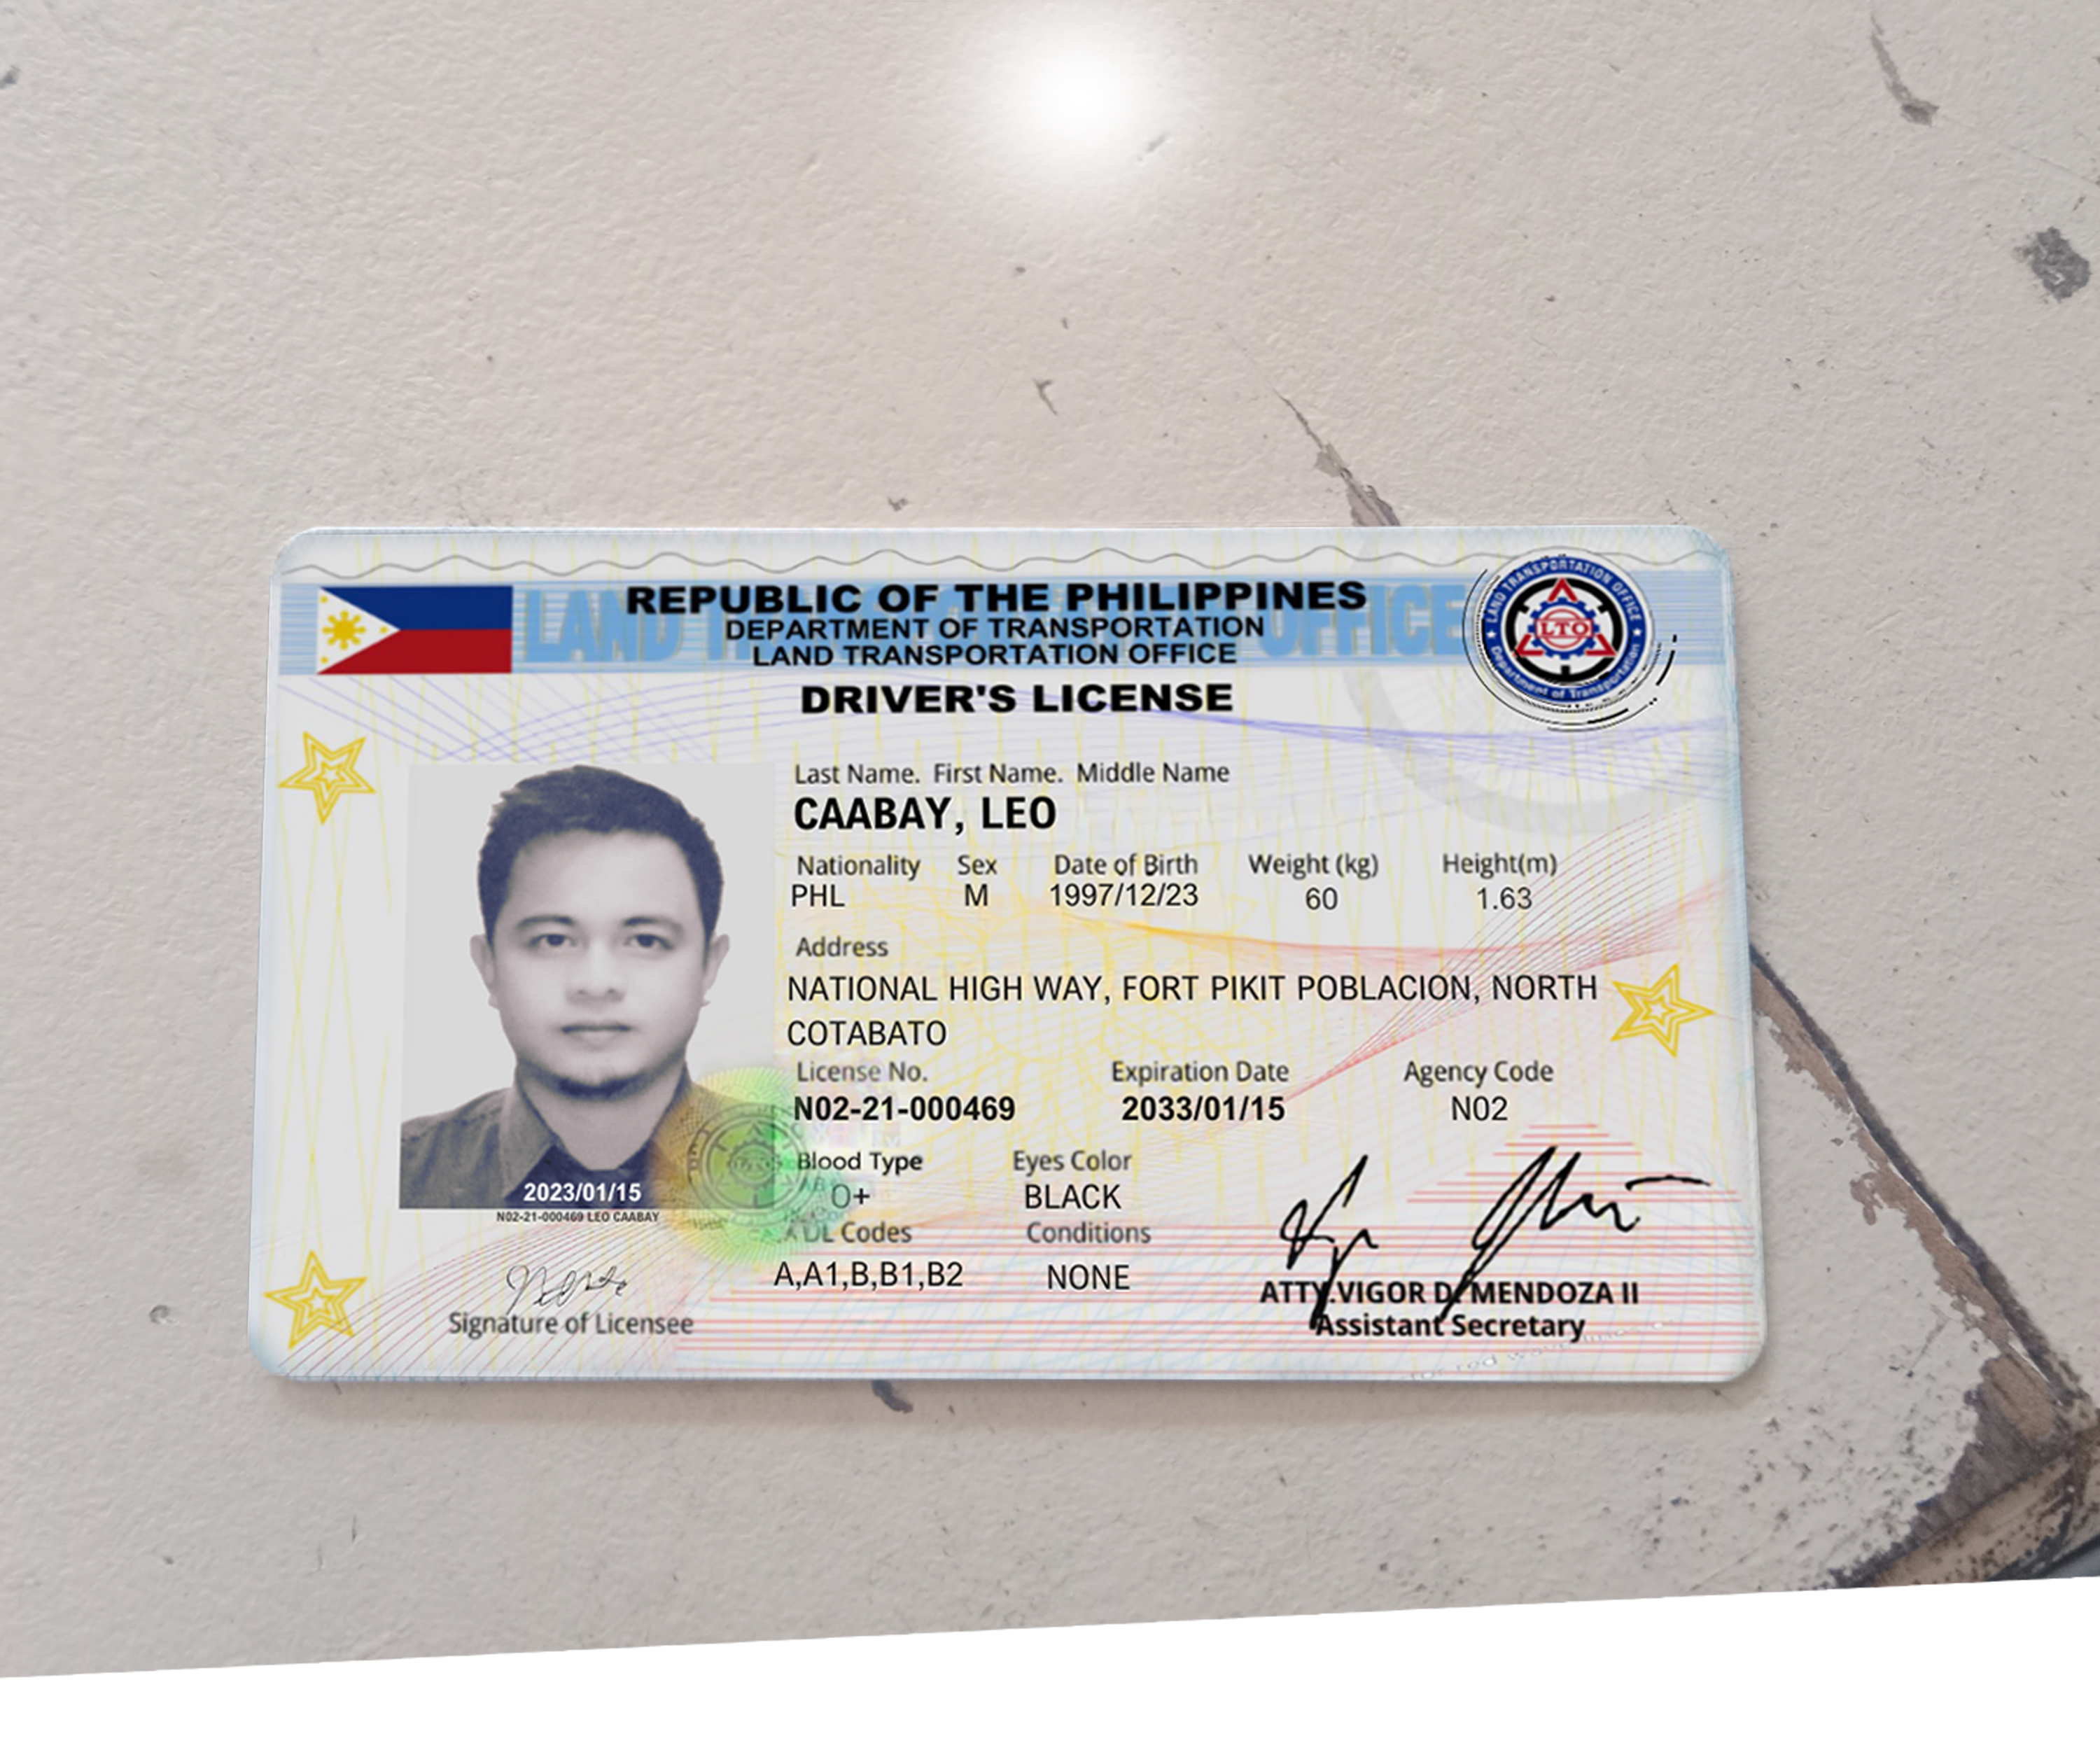 LAND TRANSPORTATION OFFICE
REPUBLIC OF THE PHILIPPINES
DEPARTMENT OF TRANSPORTATION
LAND TRANSPORTATION OFFICE
DRIVER'S LICENSE
LAND TRANSPORTATION OFFICE
LTO
Department of Transportation
Last Name. First Name. Middle Name
CAABAY, LEO
Nationality Sex Date of Birth Weight (kg) Height(m)
PHL M 1997/12/23 60 1.63
Address
NATIONAL HIGH WAY, FORT PIKIT POBLACION, NORTH
COTABATO
License No. Expiration Date Agency Code
N02-21-000469 2033/01/15 N02
Blood Type Eyes Color
O+ BLACK
DL Codes Conditions
A,A1,B,B1,B2 NONE
2023/01/15
N02-21-000469 LEO CAABAY
Signature of Licensee
ATTY.VIGOR D. MENDOZA II
Assistant Secretary